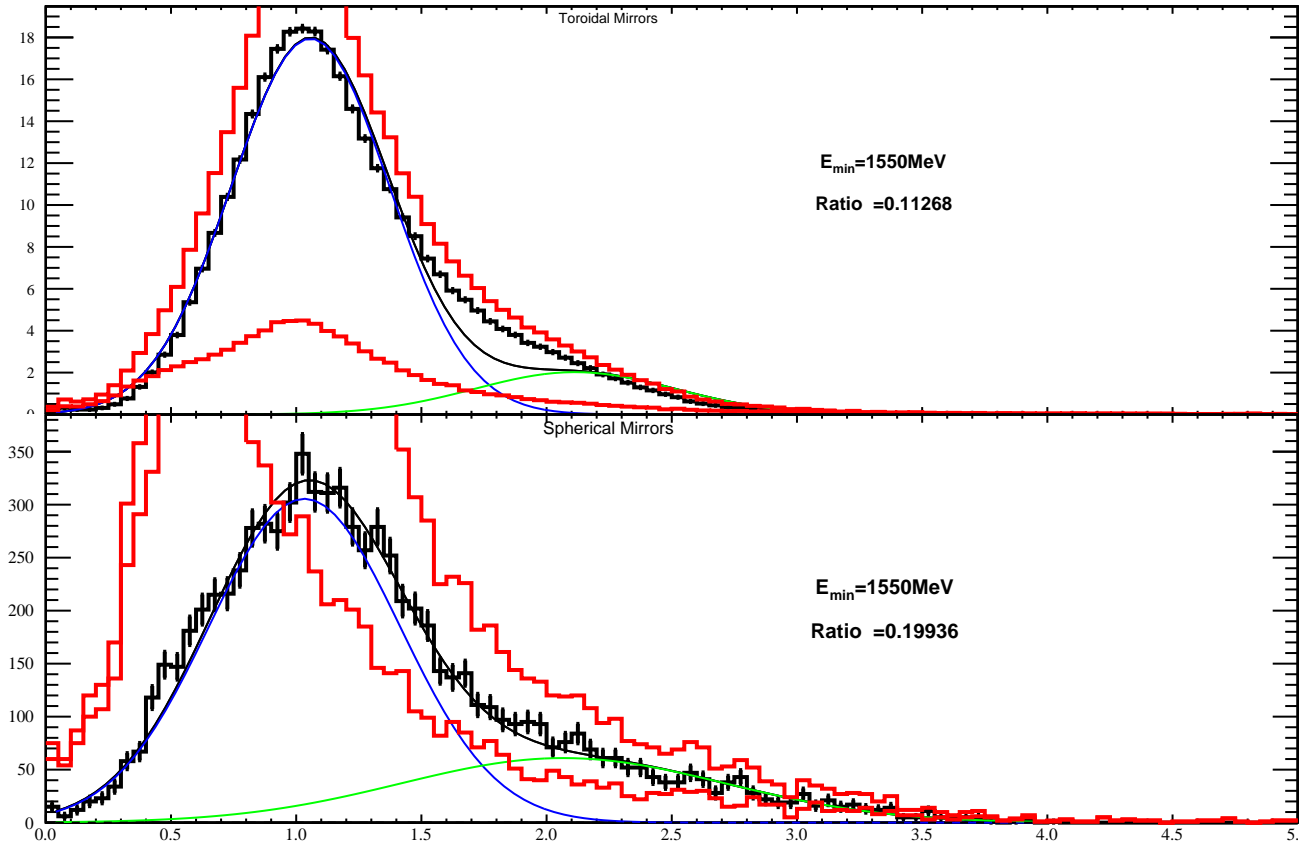 Toroidal Mirrors
18
16
14
12
10
8
6
4
2
0
E_min=1550MeV
Ratio =0.11268
Spherical Mirrors
350
300
250
200
150
100
50
0
E_min=1550MeV
Ratio =0.19936
0.0 0.5 1.0 1.5 2.0 2.5 3.0 3.5 4.0 4.5 5.